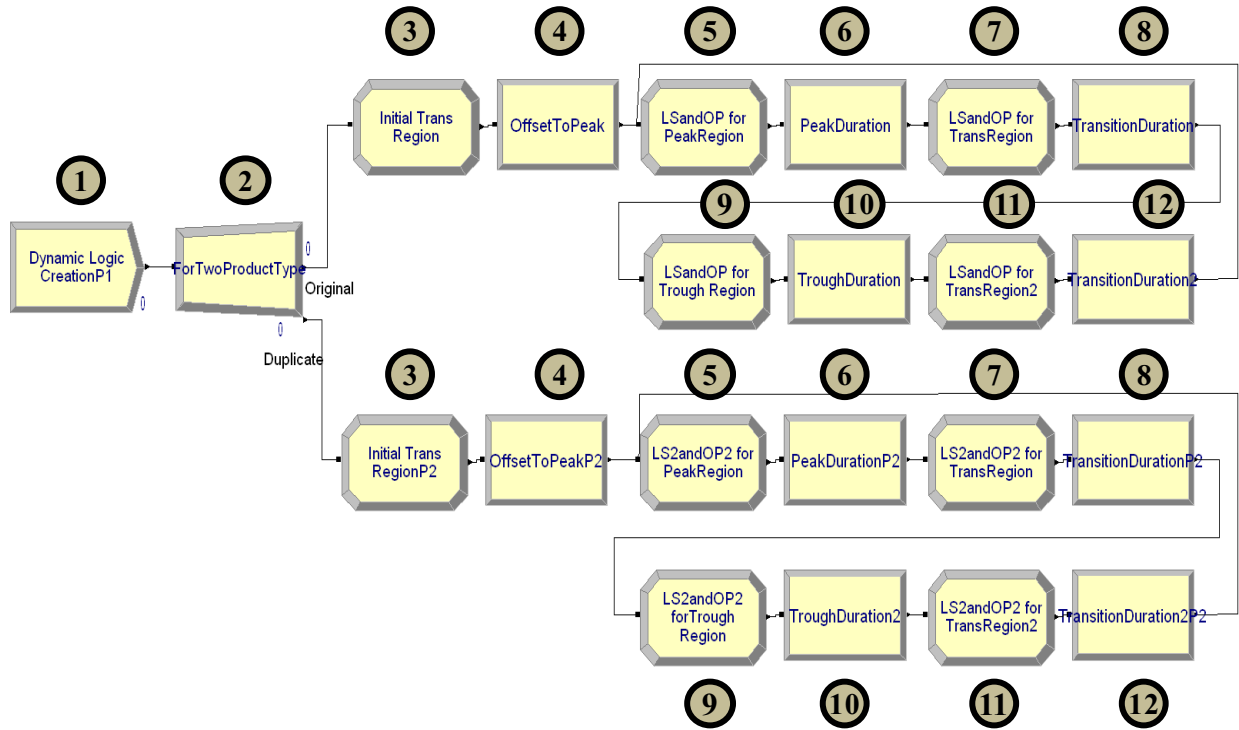 3
4
5
6
7
8
Initial Trans
Region
OffsetToPeak
LSandOP for
PeakRegion
PeakDuration
LSandOP for
TransRegion
TransitionDuration
1
2
9
10
11
12
Dynamic Logic
CreationP1
0
ForTwoProductType
0
Original
0
Duplicate
LSandOP for
Trough Region
TroughDuration
LSandOP for
TransRegion2
TransitionDuration2
3
4
5
6
7
8
Initial Trans
RegionP2
OffsetToPeakP2
LS2andOP2 for
PeakRegion
PeakDurationP2
LS2andOP2 for
TransRegion
TransitionDurationP2
LS2andOP2
forTrough
Region
TroughDuration2
LS2andOP2 for
TransRegion2
TransitionDuration2P2
9
10
11
12